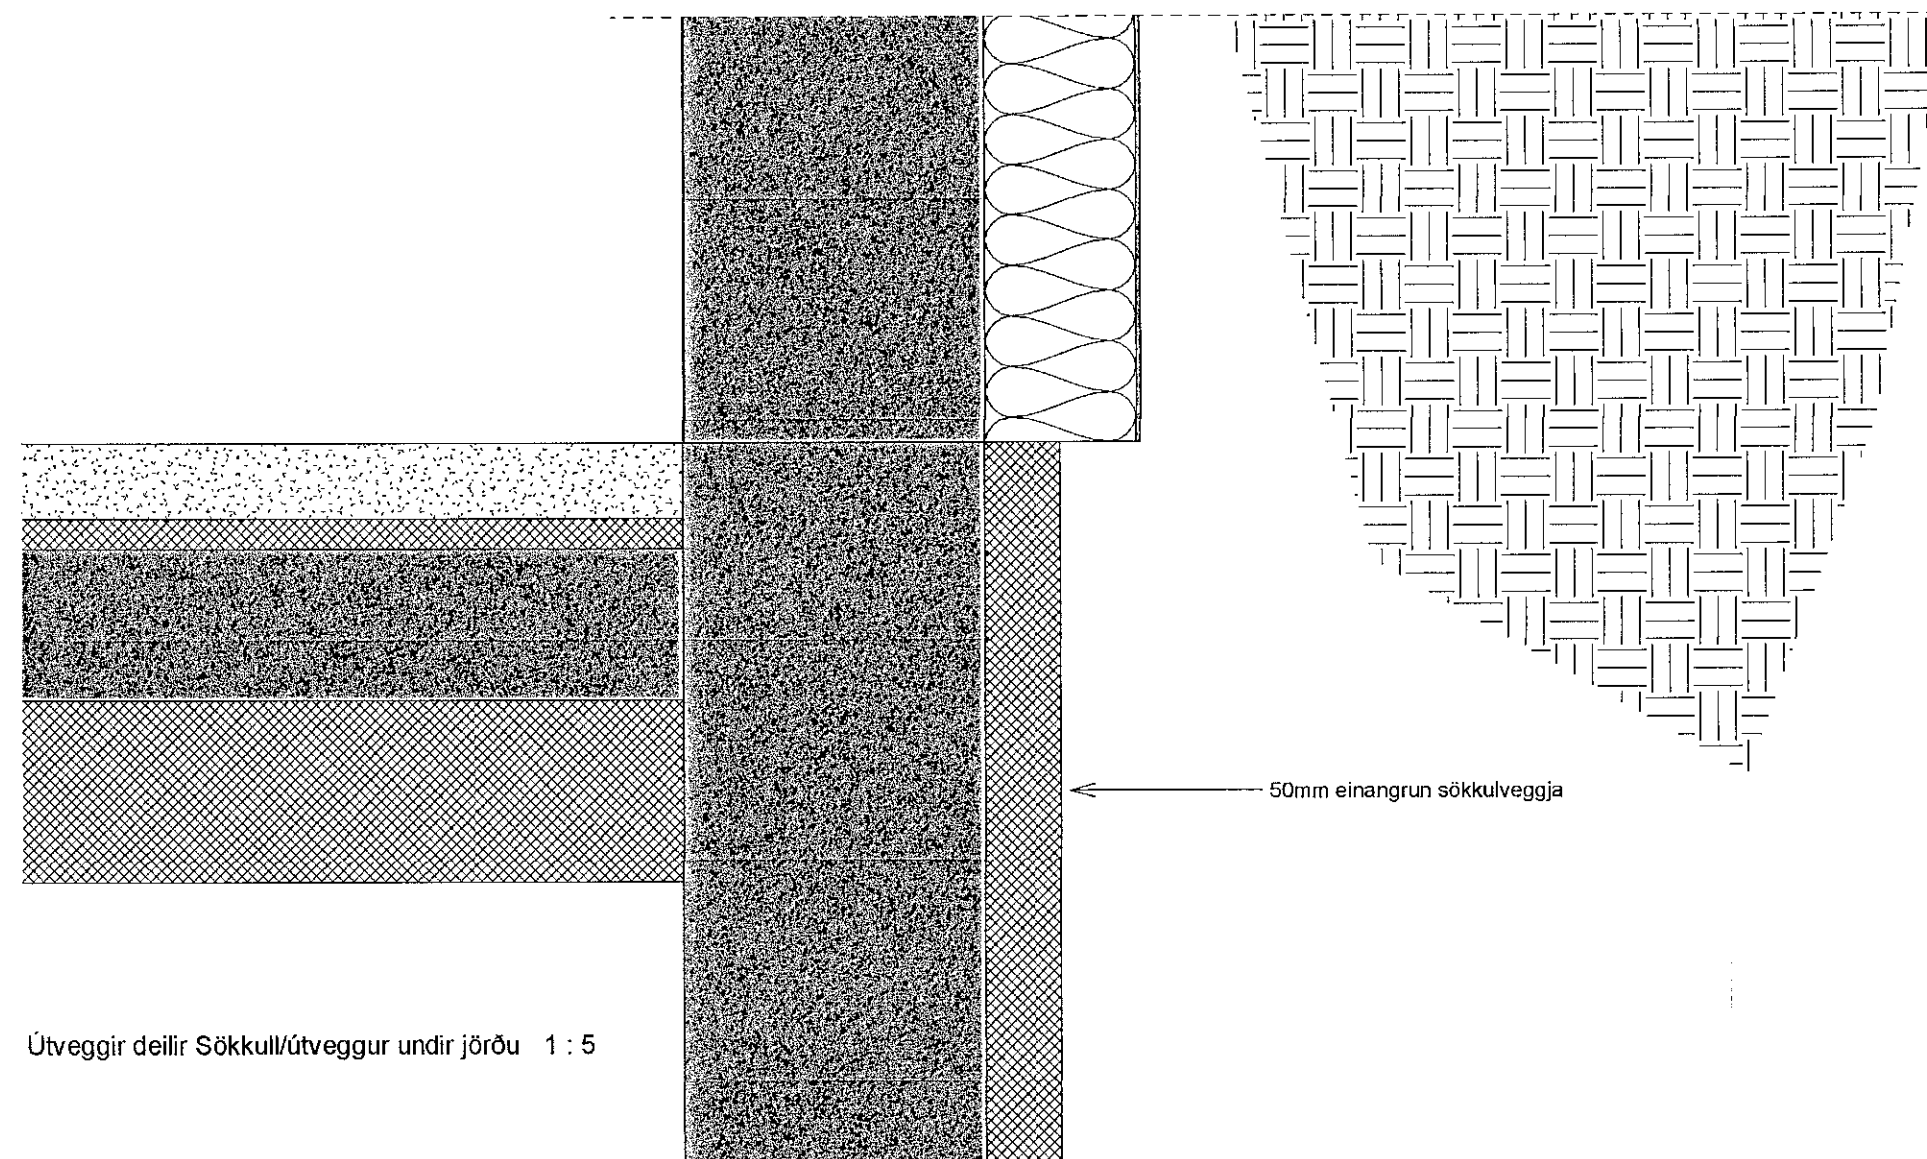 50mm einangrun sökkulveggja
Útveggir deilir Sökkull/útveggur undir jörðu 1 : 5